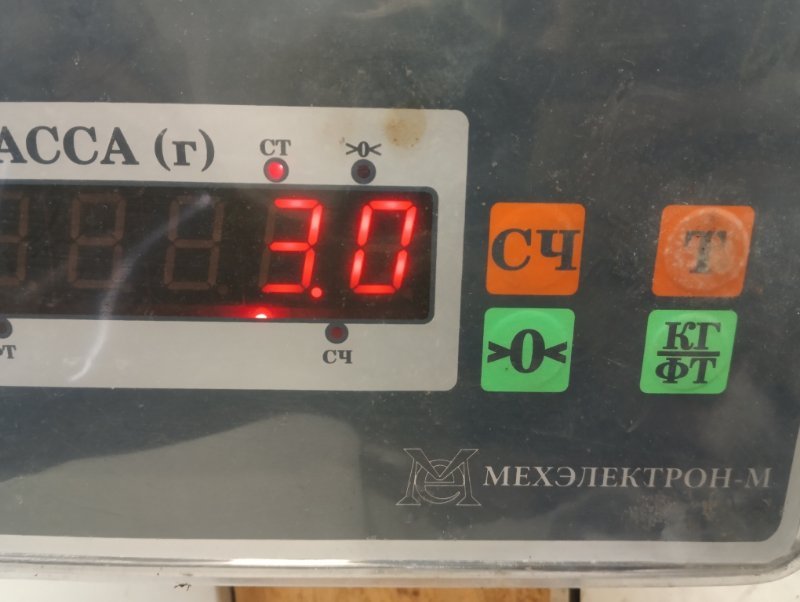 АССА (г)
СТ >0<
3.0
СЧ
СЧ Т
>0< КГ
ФТ
МЕХЭЛЕКТРОН-М